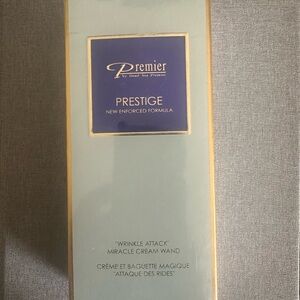 Premier
by Dead Sea Premier
PRESTIGE
NEW ENFORCED FORMULA
"WRINKLE ATTACK"
MIRACLE CREAM WAND
CRÈME ET BAGUETTE MAGIQUE
"ATTAQUE DES RIDES"